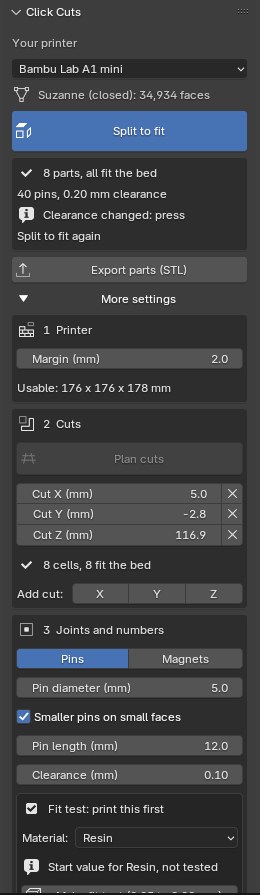 Click Cuts
Your printer
Bambu Lab A1 mini
Suzanne (closed): 34,934 faces
Split to fit
8 parts, all fit the bed
40 pins, 0.20 mm clearance
Clearance changed: press
Split to fit again
Export parts (STL)
More settings
1 Printer
Margin (mm) 2.0
Usable: 176 x 176 x 178 mm
2 Cuts
Plan cuts
Cut X (mm) 5.0
Cut Y (mm) -2.8
Cut Z (mm) 116.9
8 cells, 8 fit the bed
Add cut: X Y Z
3 Joints and numbers
Pins Magnets
Pin diameter (mm) 5.0
Smaller pins on small faces
Pin length (mm) 12.0
Clearance (mm) 0.10
Fit test: print this first
Material: Resin
Start value for Resin, not tested